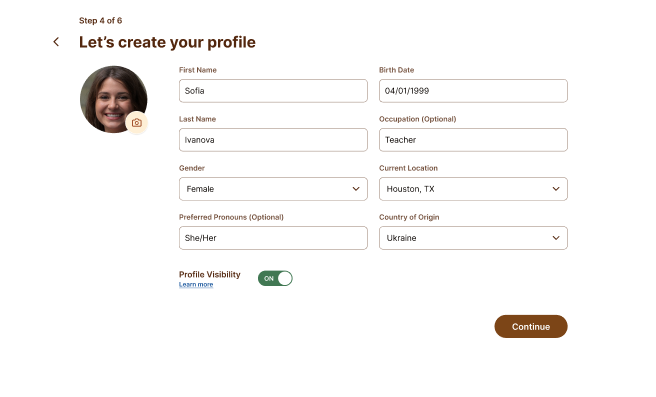 Step 4 of 6
Let’s create your profile
First Name
Sofia
Birth Date
04/01/1999
Last Name
Ivanova
Occupation (Optional)
Teacher
Gender
Female
Current Location
Houston, TX
Preferred Pronouns (Optional)
She/Her
Country of Origin
Ukraine
Profile Visibility
ON
Learn more
Continue